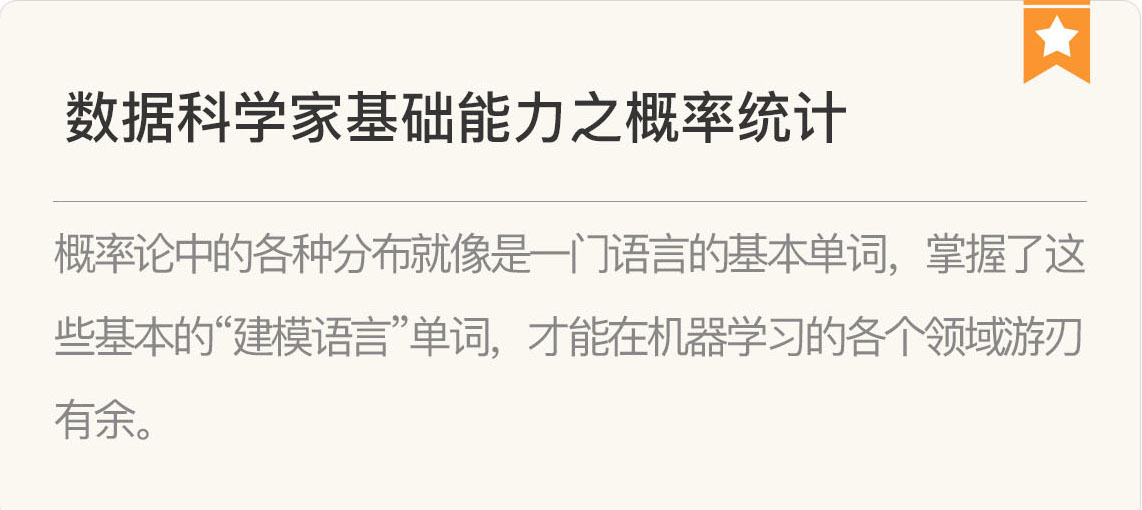 数据科学家基础能力之概率统计
概率论中的各种分布就像是一门语言的基本单词，掌握了这
些基本的“建模语言”单词，才能在机器学习的各个领域游刃
有余。